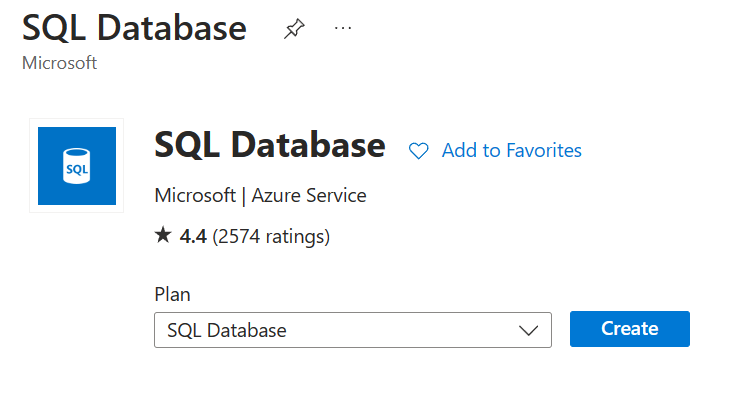 SQL Database ...
Microsoft
SQL
SQL Database Add to Favorites
Microsoft | Azure Service
★ 4.4 (2574 ratings)
Plan
SQL Database Create